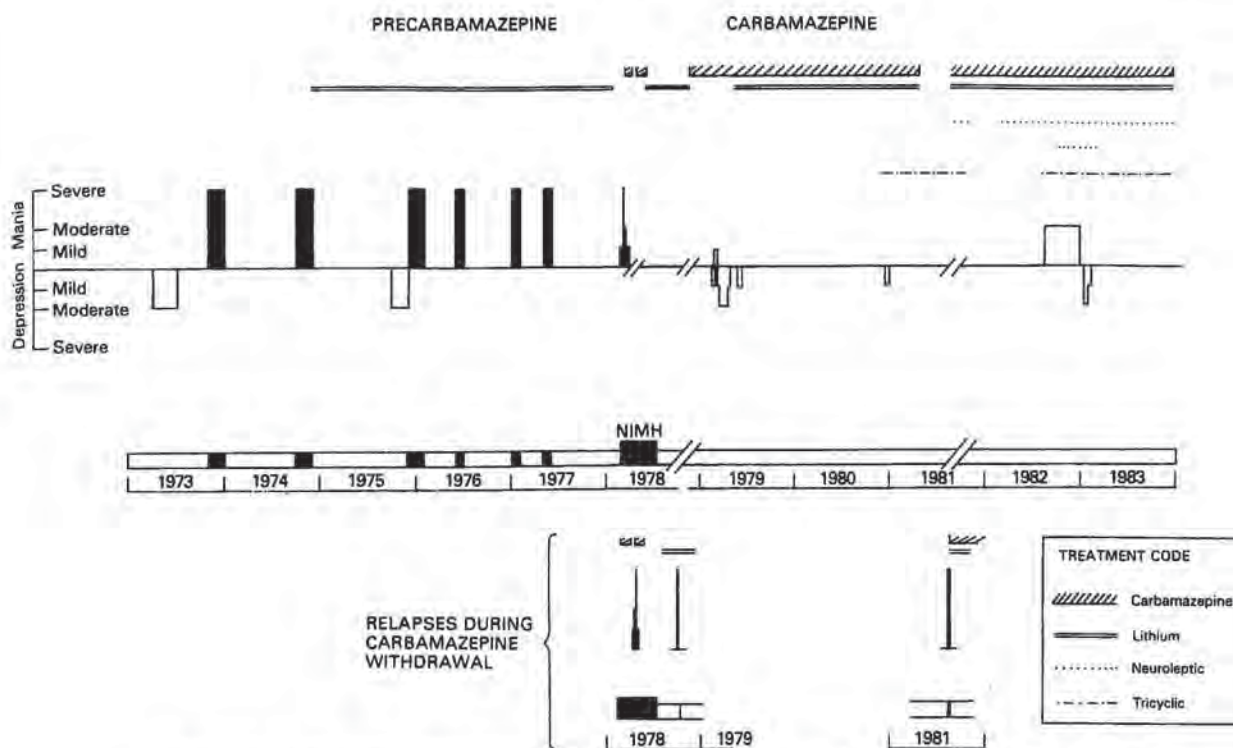 PRECARBAMAZEPINE
CARBAMAZEPINE
Mania
Severe
Moderate
Mild
Depression
Mild
Moderate
Severe
NIMH
1973 1974 1975 1976 1977 1978 1979 1980 1981 1982 1983
RELAPSES DURING
CARBAMAZEPINE
WITHDRAWAL
1978 1979 1981
TREATMENT CODE
Carbamazepine
Lithium
Neuroleptic
Tricyclic